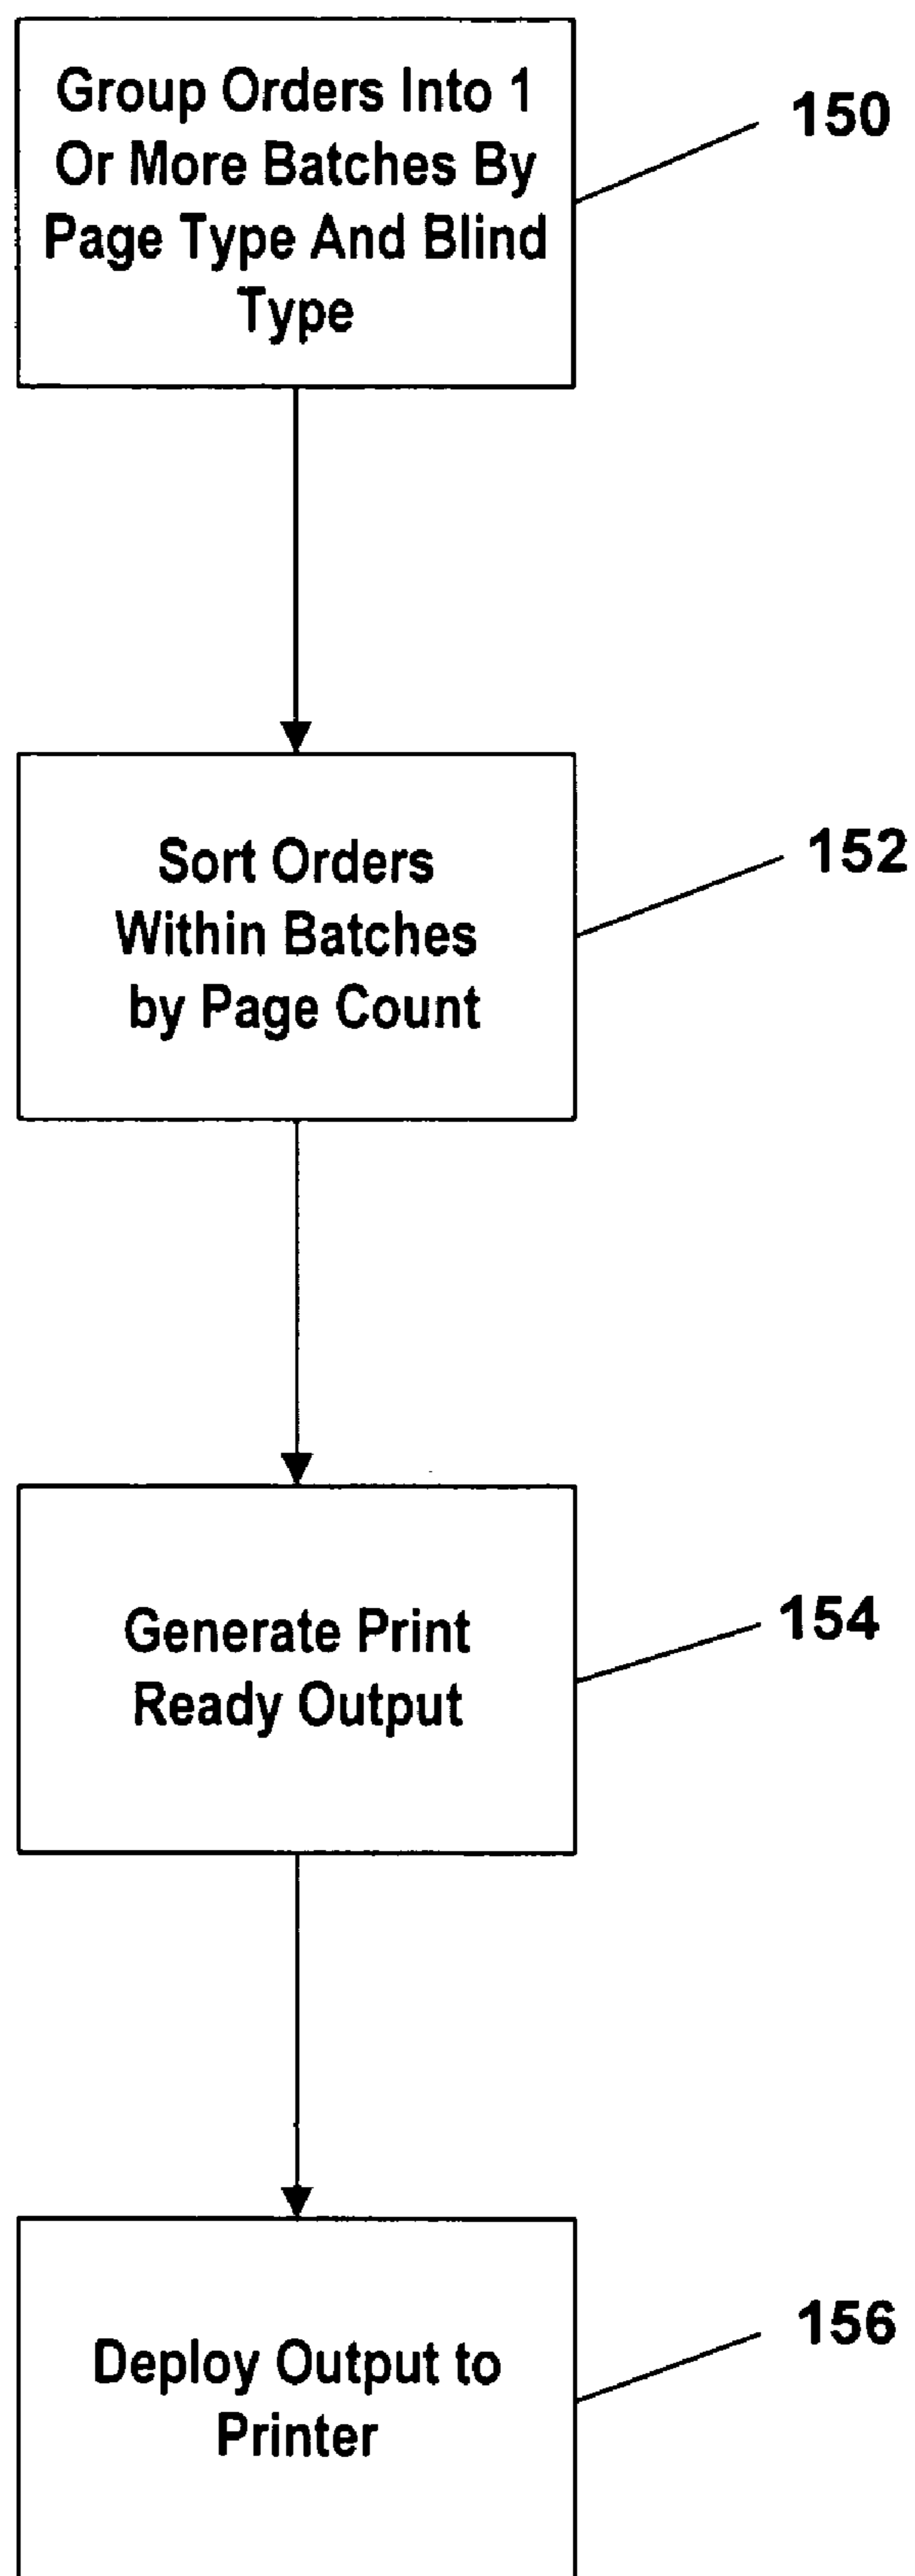 Group Orders Into 1
150
Or More Batches By
Page Type And Blind
Type
Sort Orders
152
Within Batches
by Page Count
Generate Print
154
Ready Output
Deploy Output to
156
Printer